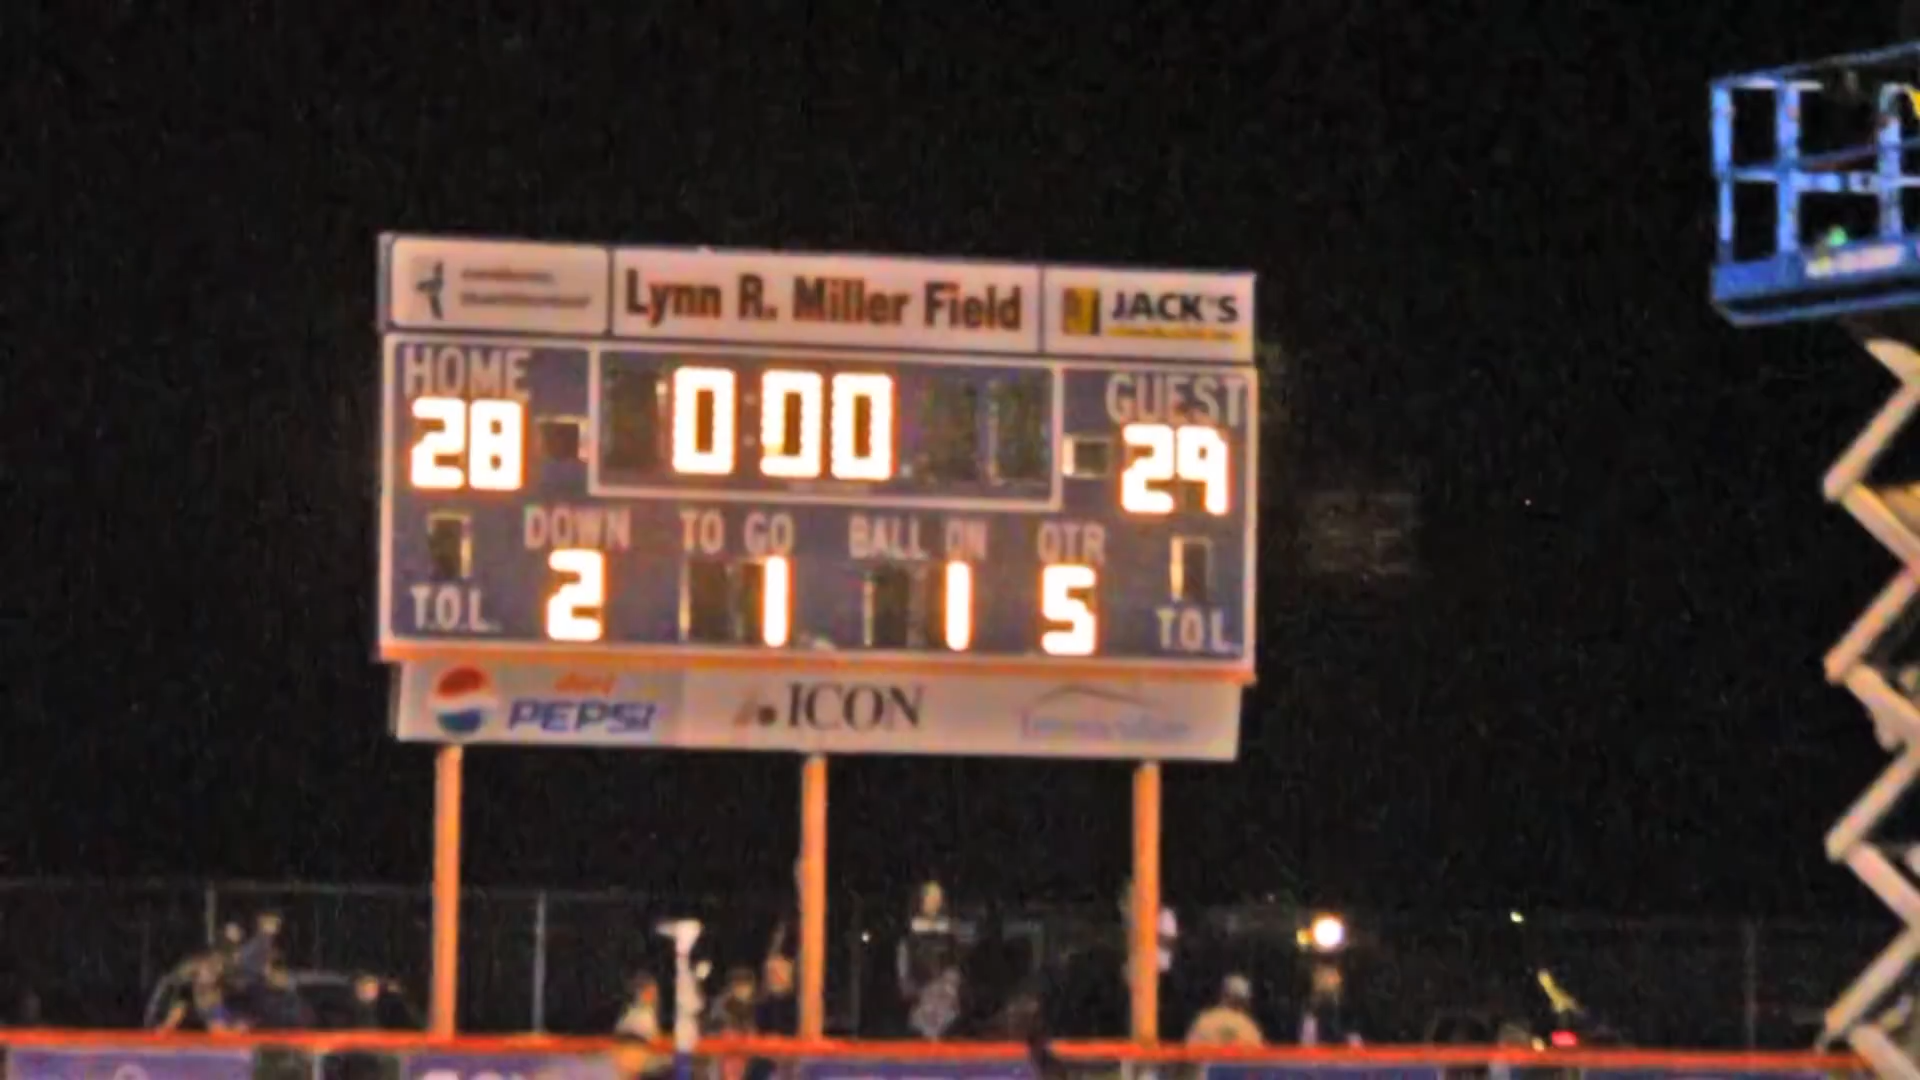 Lynn R. Miller Field
JACK'S
HOME
0:00
GUEST
28
29
DOWN TO GO BALL ON QTR
2 1 1 5
T.O.L. T.O.L.
PEPSI
ICON